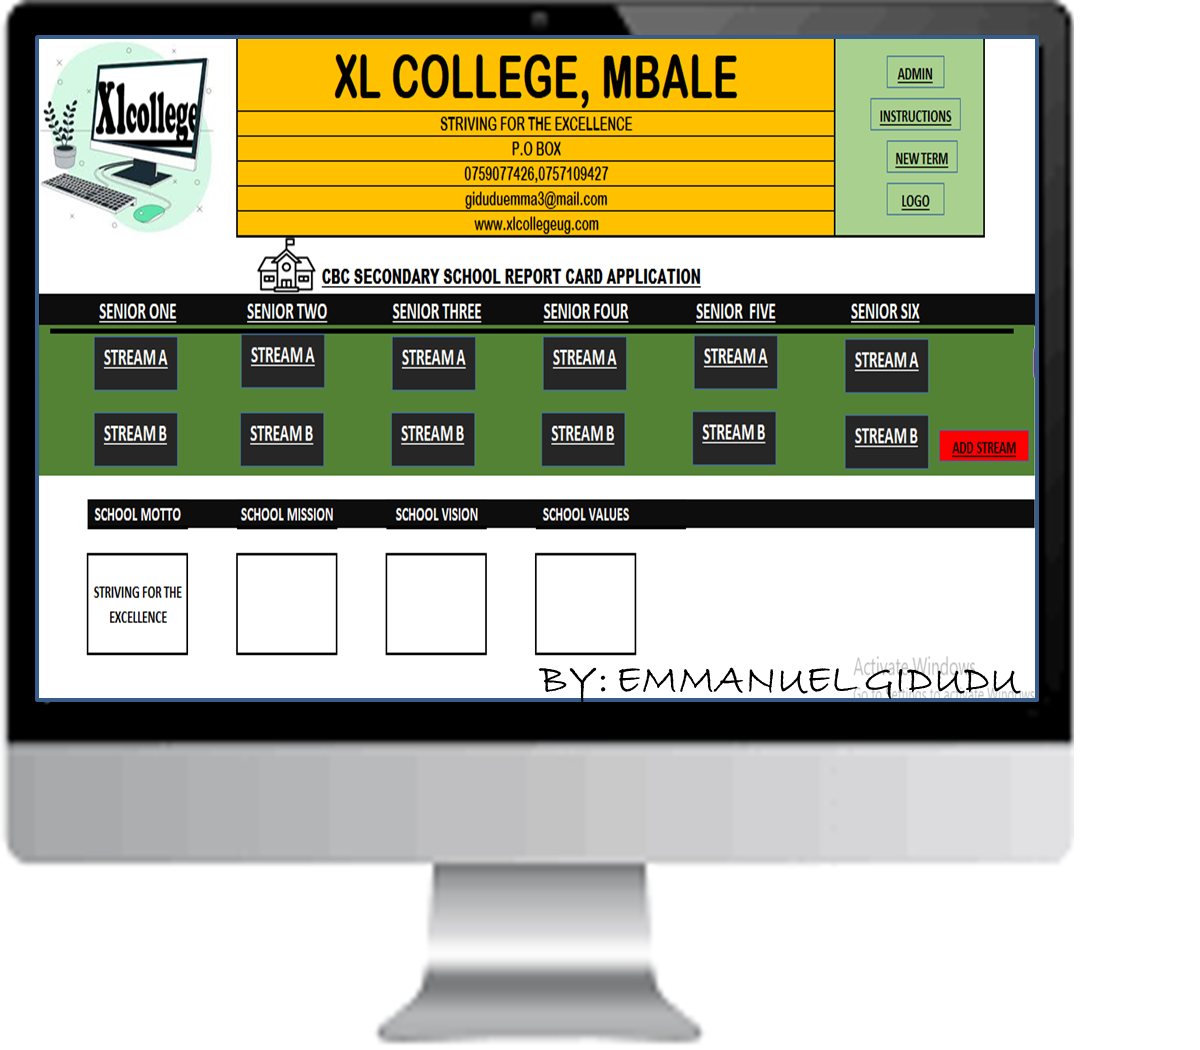 Xlcollege
XL COLLEGE, MBALE
STRIVING FOR THE EXCELLENCE
P.O BOX
0759077426,0757109427
giduduemma3@mail.com
www.xlcollegeug.com
ADMIN
INSTRUCTIONS
NEW TERM
LOGO
CBC SECONDARY SCHOOL REPORT CARD APPLICATION
SENIOR ONE SENIOR TWO SENIOR THREE SENIOR FOUR SENIOR FIVE SENIOR SIX
STREAM A STREAM A STREAM A STREAM A STREAM A STREAM A
STREAM B STREAM B STREAM B STREAM B STREAM B STREAM B ADD STREAM
SCHOOL MOTTO SCHOOL MISSION SCHOOL VISION SCHOOL VALUES
STRIVING FOR THE
EXCELLENCE
Activate Windows
Go to Settings to activate Windows
BY: EMMANUEL GIDUDU